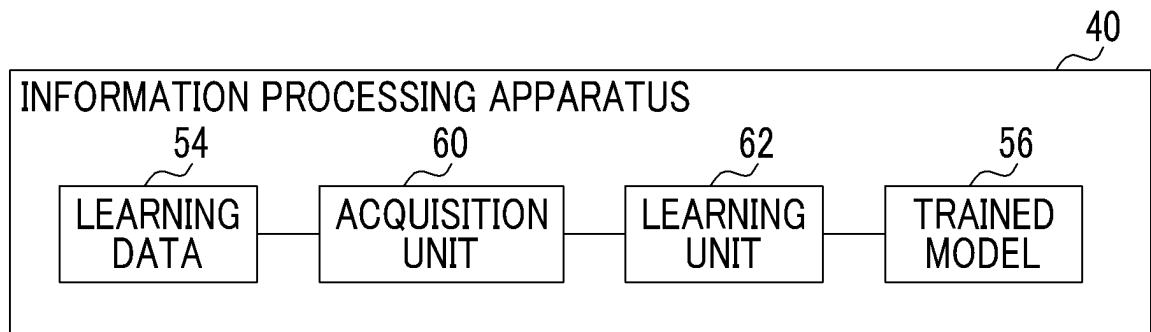 40
INFORMATION PROCESSING APPARATUS
54
60
62
56
LEARNING
DATA
ACQUISITION
UNIT
LEARNING
UNIT
TRAINED
MODEL